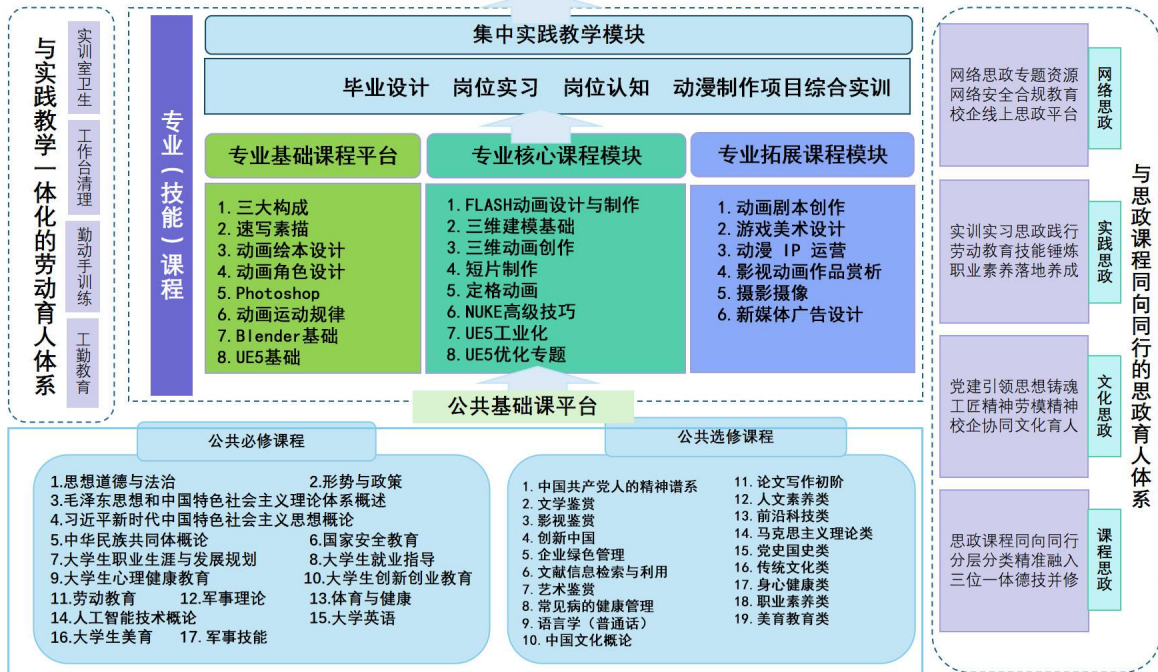 与实践教学一体化的劳动育人体系
实训室卫生
工作台清理
勤动手训练
工勤教育
专业（技能）课程
集中实践教学模块
毕业设计 岗位实习 岗位认知 动漫制作项目综合实训
专业基础课程平台
1. 三大构成
2. 速写素描
3. 动画绘本设计
4. 动画角色设计
5. Photoshop
6. 动画运动规律
7. Blender基础
8. UE5基础
专业核心课程模块
1. FLASH动画设计与制作
2. 三维建模基础
3. 三维动画创作
4. 短片制作
5. 定格动画
6. NUKE高级技巧
7. UE5工业化
8. UE5优化专题
专业拓展课程模块
1. 动画剧本创作
2. 游戏美术设计
3. 动漫 IP 运营
4. 影视动画作品赏析
5. 摄影摄像
6. 新媒体广告设计
公共基础课平台
公共必修课程
1.思想道德与法治 2.形势与政策
3.毛泽东思想和中国特色社会主义理论体系概述
4.习近平新时代中国特色社会主义思想概论
5.中华民族共同体概论 6.国家安全教育
7.大学生职业生涯与发展规划 8.大学生就业指导
9.大学生心理健康教育 10.大学生创新创业教育
11.劳动教育 12.军事理论 13.体育与健康
14.人工智能技术概论 15.大学英语
16.大学生美育 17. 军事技能
公共选修课程
1. 中国共产党人的精神谱系
2. 文学鉴赏
3. 影视鉴赏
4. 创新中国
5. 企业绿色管理
6. 文献信息检索与利用
7. 艺术鉴赏
8. 常见病的健康管理
9. 语言学（普通话）
10. 中国文化概论
11. 论文写作初阶
12. 人文素养类
13. 前沿科技类
14. 马克思主义理论类
15. 党史国史类
16. 传统文化类
17. 身心健康类
18. 职业素养类
19. 美育教育类
网络思政专题资源
网络安全合规教育
校企线上思政平台
网络思政
实训实习思政践行
劳动教育技能锤炼
职业素养落地养成
实践思政
党建引领思想铸魂
工匠精神劳模精神
校企协同文化育人
文化思政
思政课程同向同行
分层分类精准融入
三位一体德技并修
课程思政
与思政课程同向同行的思政育人体系